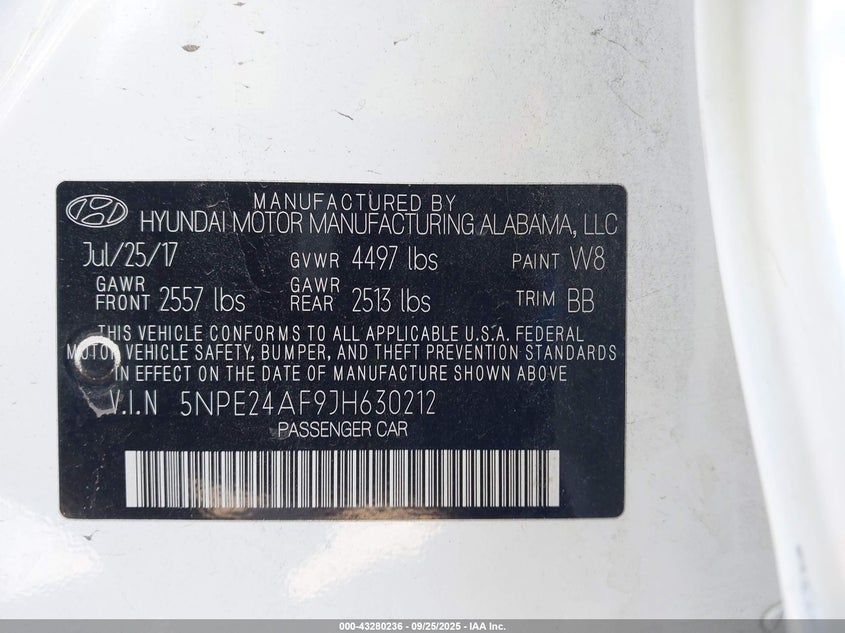 MANUFACTURED BY
HYUNDAI MOTOR MANUFACTURING ALABAMA, LLC
Jul/25/17 GVWR 4497 lbs PAINT W8
GAWR FRONT 2557 lbs GAWR REAR 2513 lbs TRIM BB
THIS VEHICLE CONFORMS TO ALL APPLICABLE U.S.A. FEDERAL
MOTOR VEHICLE SAFETY, BUMPER, AND THEFT PREVENTION STANDARDS
IN EFFECT ON THE DATE OF MANUFACTURE SHOWN ABOVE
V.I.N 5NPE24AF9JH630212
PASSENGER CAR
000-43280236 - 09/25/2025 - IAA Inc.